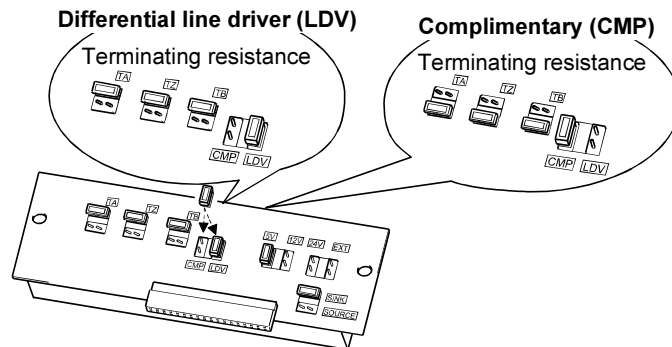 Differential line driver (LDV)
Terminating resistance
TA
TZ
TB
CMP LDV
Complimentary (CMP)
Terminating resistance
TA
TZ
TB
CMP LDV
TA
TZ
TB
CMP LDV
5V 12V 24V EXT
SINK
SOURCE